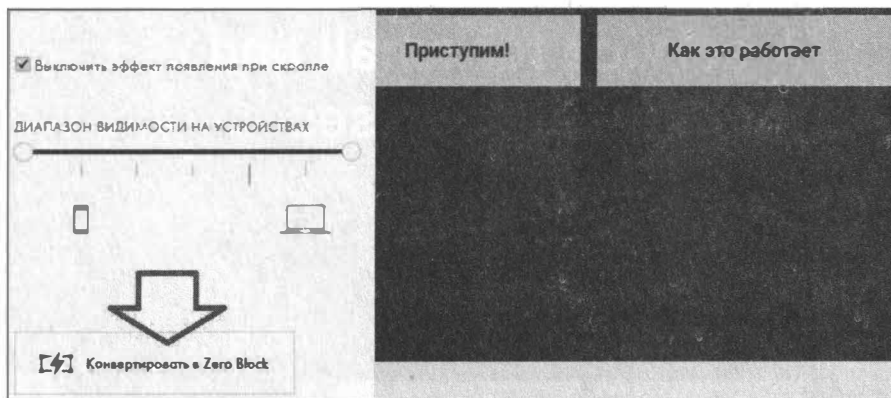 Выключить эффект появления при скролле
ДИАПАЗОН ВИДИМОСТИ НА УСТРОЙСТВАХ
Конвертировать в Zero Block
Приступим!
Как это работает